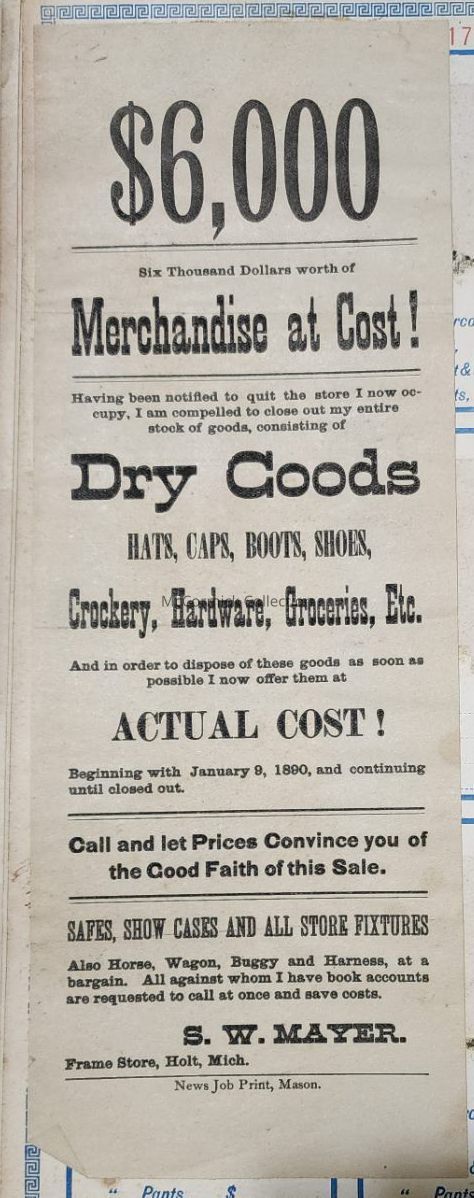 17
$6,000
Six Thousand Dollars worth of
Merchandise at Cost!
Having been notified to quit the store I now oc-
cupy, I am compelled to close out my entire
stock of goods, consisting of
Dry Goods
HATS, CAPS, BOOTS, SHOES,
Crockery, Hardware, Groceries, Etc.
And in order to dispose of these goods as soon as
possible I now offer them at
ACTUAL COST!
Beginning with January 9, 1890, and continuing
until closed out.
Call and let Prices Convince you of
the Good Faith of this Sale.
SAFES, SHOW CASES AND ALL STORE FIXTURES
Also Horse, Wagon, Buggy and Harness, at a
bargain. All against whom I have book accounts
are requested to call at once and save costs.
S. W. MAYER.
Frame Store, Holt, Mich.
News Job Print, Mason.
" Pants $
" Pants